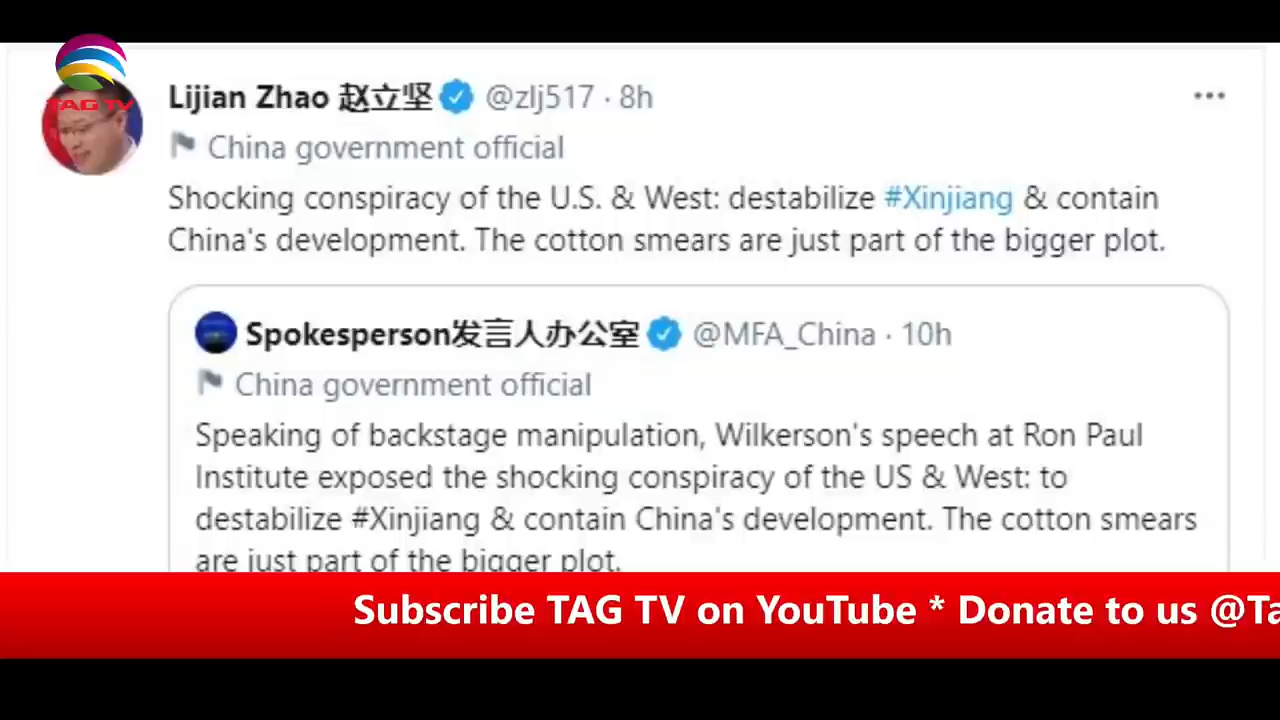 TAG TV
Lijian Zhao 赵立坚 @zlj517 · 8h
China government official
Shocking conspiracy of the U.S. & West: destabilize #Xinjiang & contain
China's development. The cotton smears are just part of the bigger plot.
Spokesperson发言人办公室 @MFA_China · 10h
China government official
Speaking of backstage manipulation, Wilkerson's speech at Ron Paul
Institute exposed the shocking conspiracy of the US & West: to
destabilize #Xinjiang & contain China's development. The cotton smears
are just part of the bigger plot.
Subscribe TAG TV on YouTube * Donate to us @Ta